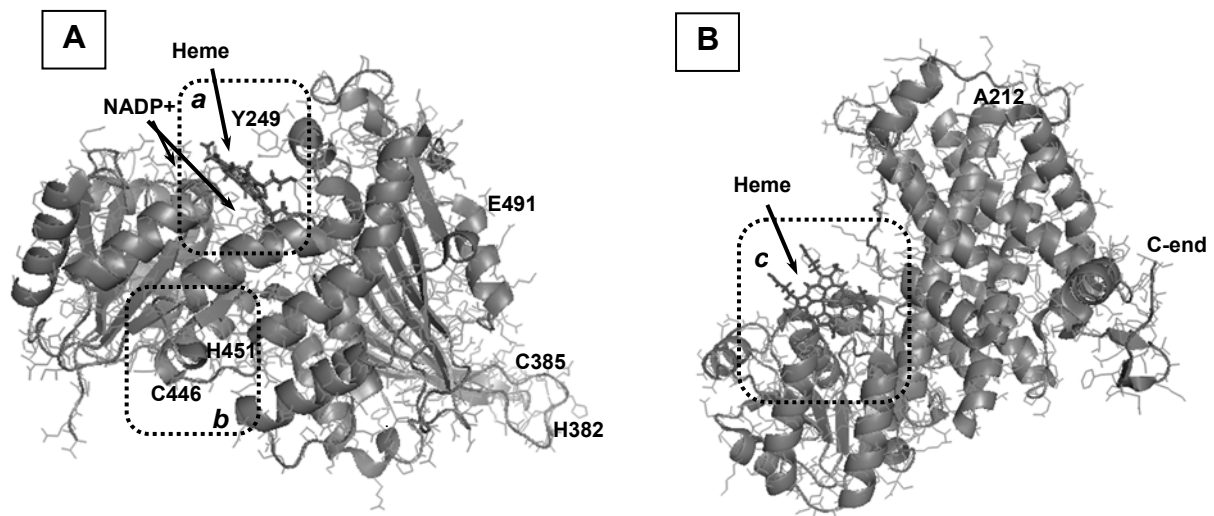 A
Heme
a
Y249
NADP+
E491
H451
C446
b
C385
H382
B
A212
Heme
c
C-end